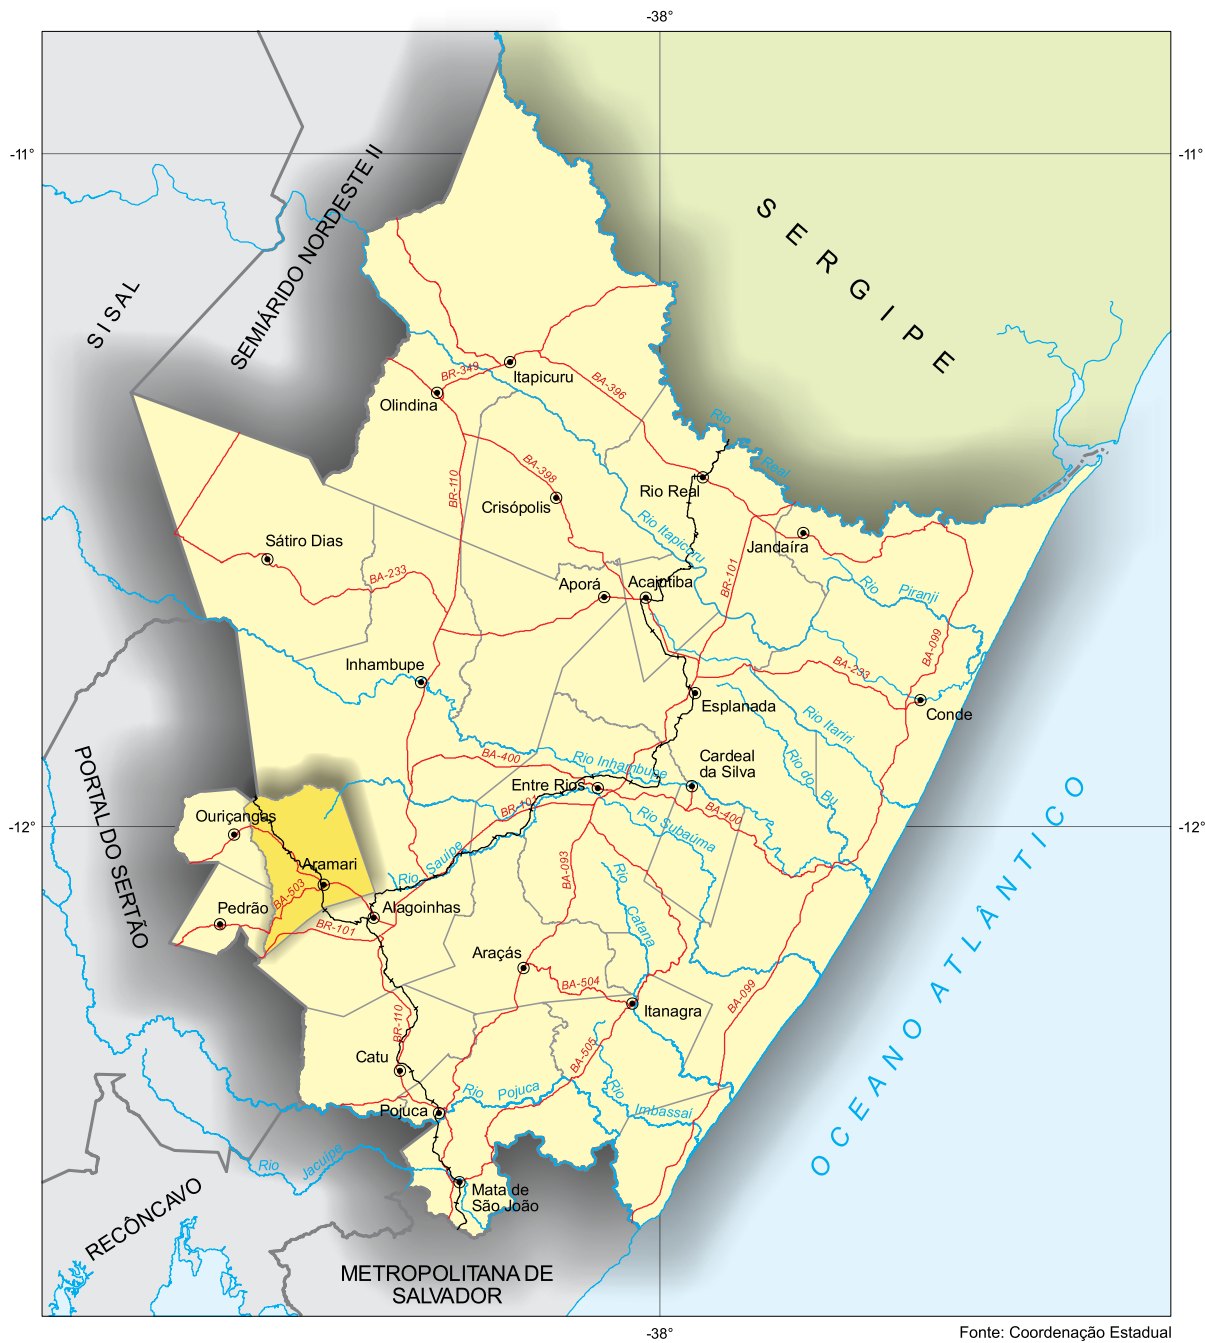 -38°
-11°
-11°
SERGIPE
SEMIÁRIDO NORDESTE II
SISAL
BR-349
Itapicuru
BA-396
Olindina
Rio
Real
BA-398
BR-110
Rio Real
Crisópolis
Rio Itapicuru
Jandaíra
Sátiro Dias
BA-233
Aporá
Acajutiba
BR-101
Rio
Piranji
BA-099
Inhambupe
BA-233
Esplanada
Conde
Rio Itariri
PORTAL DO SERTÃO
BA-400
Rio Inhambupe
Cardeal
da Silva
Rio do Bu
Entre Rios
BR-101
BA-400
Ouriçangas
Rio Subaúma
-12°
-12°
Aramari
Rio
Sauípe
BA-093
Rio
Catana
BA-503
Pedrão
Alagoinhas
BR-101
OCEANO ATLÂNTICO
Araçás
BA-504
BA-099
Itanagra
BR-110
Catu
BA-505
Rio
Pojuca
Rio
Imbassaí
Pojuca
Rio
Jacuípe
Mata de
São João
RECÔNCAVO
METROPOLITANA DE
SALVADOR
-38°
Fonte: Coordenação Estadual